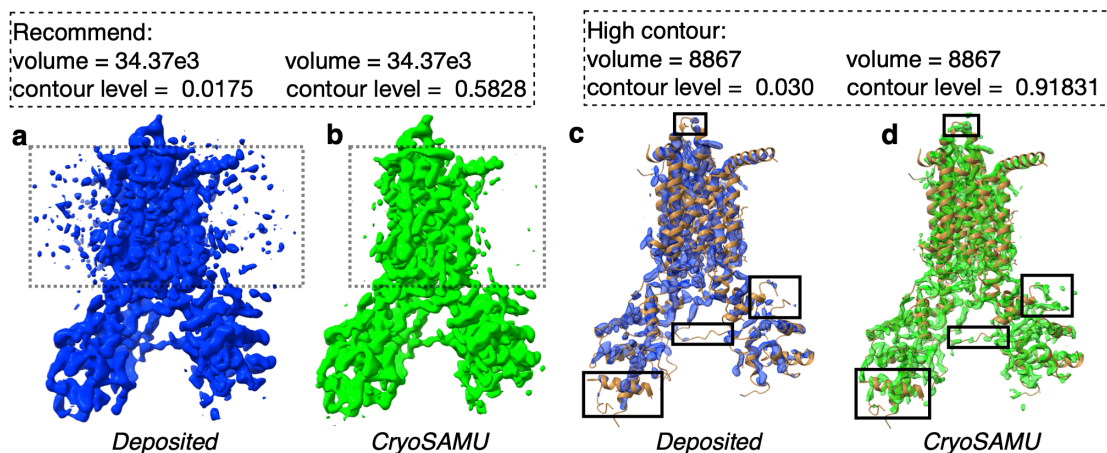 Recommend:
volume = 34.37e3 volume = 34.37e3
contour level = 0.0175 contour level = 0.5828
High contour:
volume = 8867 volume = 8867
contour level = 0.030 contour level = 0.91831
a b c d
Deposited CryoSAMU Deposited CryoSAMU